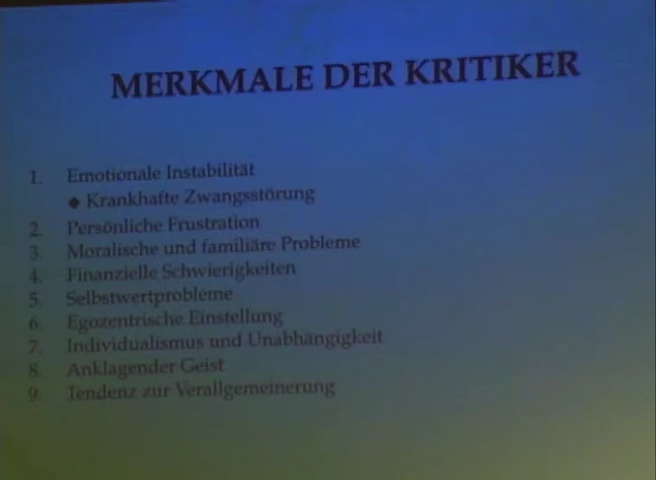 MERKMALE DER KRITIKER
1. Emotionale Instabilität
◆ Krankhafte Zwangsstörung
2. Persönliche Frustration
3. Moralische und familiäre Probleme
4. Finanzielle Schwierigkeiten
5. Selbstwertprobleme
6. Egozentrische Einstellung
7. Individualismus und Unabhängigkeit
8. Anklagender Geist
9. Tendenz zur Verallgemeinerung